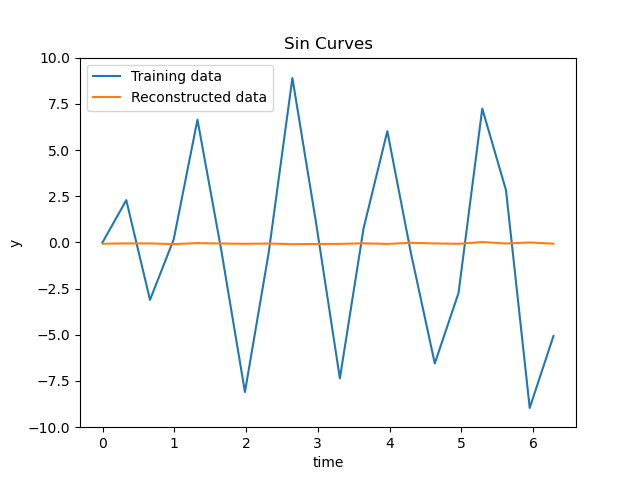 Sin Curves
Training data
Reconstructed data
10.0
7.5
5.0
2.5
0.0
−2.5
−5.0
−7.5
−10.0
y
0 1 2 3 4 5 6
time